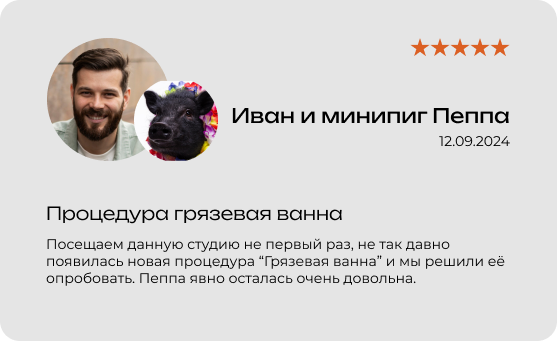 Иван и минипиг Пеппа
12.09.2024
Процедура грязевая ванна
Посещаем данную студию не первый раз, не так давно
появилась новая процедура “Грязевая ванна” и мы решили её
опробовать. Пеппа явно осталась очень довольна.